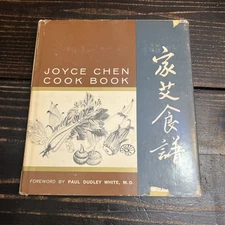 JOYCE CHEN
COOK BOOK
FOREWORD BY PAUL DUDLEY WHITE, M.D.
家艾食譜